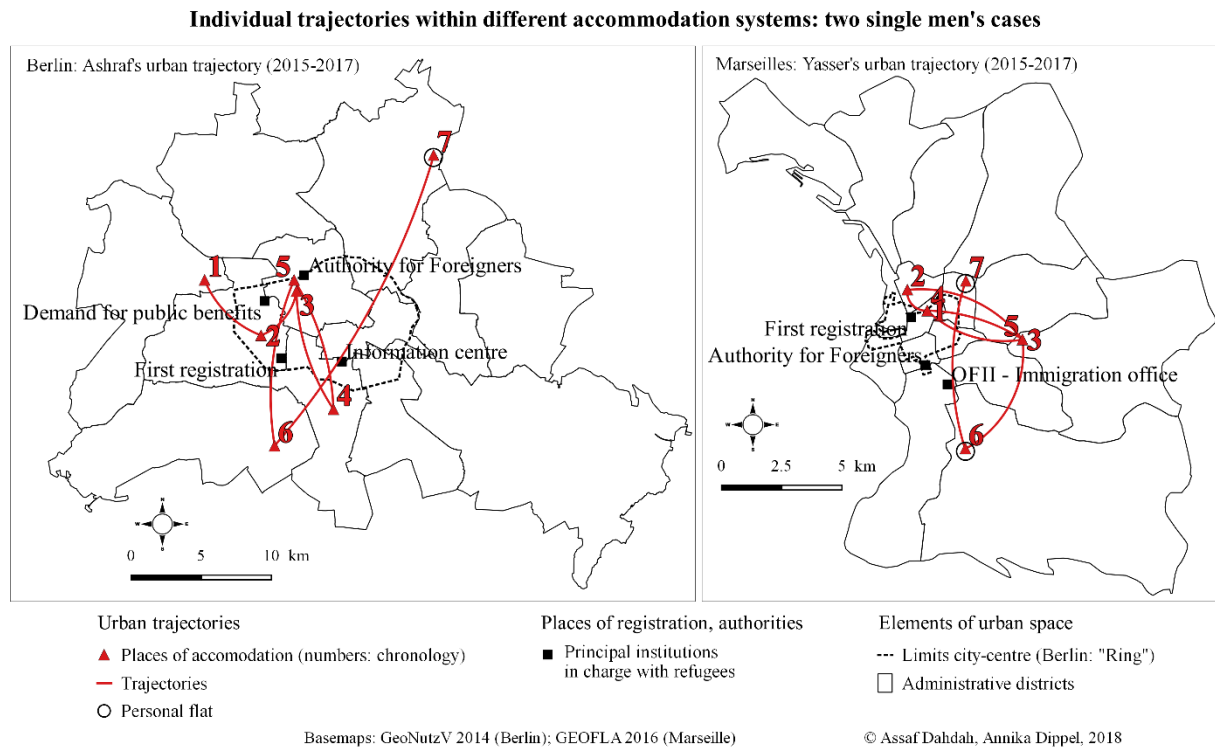 Individual trajectories within different accommodation systems: two single men's cases
Berlin: Ashraf's urban trajectory (2015-2017)
7
1
5
Authority for Foreigners
3
Demand for public benefits
2
First registration
Information centre
4
6
N
W E
S
0 5 10 km
Marseilles: Yasser's urban trajectory (2015-2017)
2
7
4
1
First registration
5
3
Authority for Foreigners
OFII - Immigration office
6
N
W E
S
0 2.5 5 km
Urban trajectories
Places of accomodation (numbers: chronology)
Trajectories
Personal flat
Places of registration, authorities
Principal institutions
in charge with refugees
Elements of urban space
Limits city-centre (Berlin: "Ring")
Administrative districts
Basemaps: GeoNutzV 2014 (Berlin); GEOFLA 2016 (Marseille)
© Assaf Dahdah, Annika Dippel, 2018